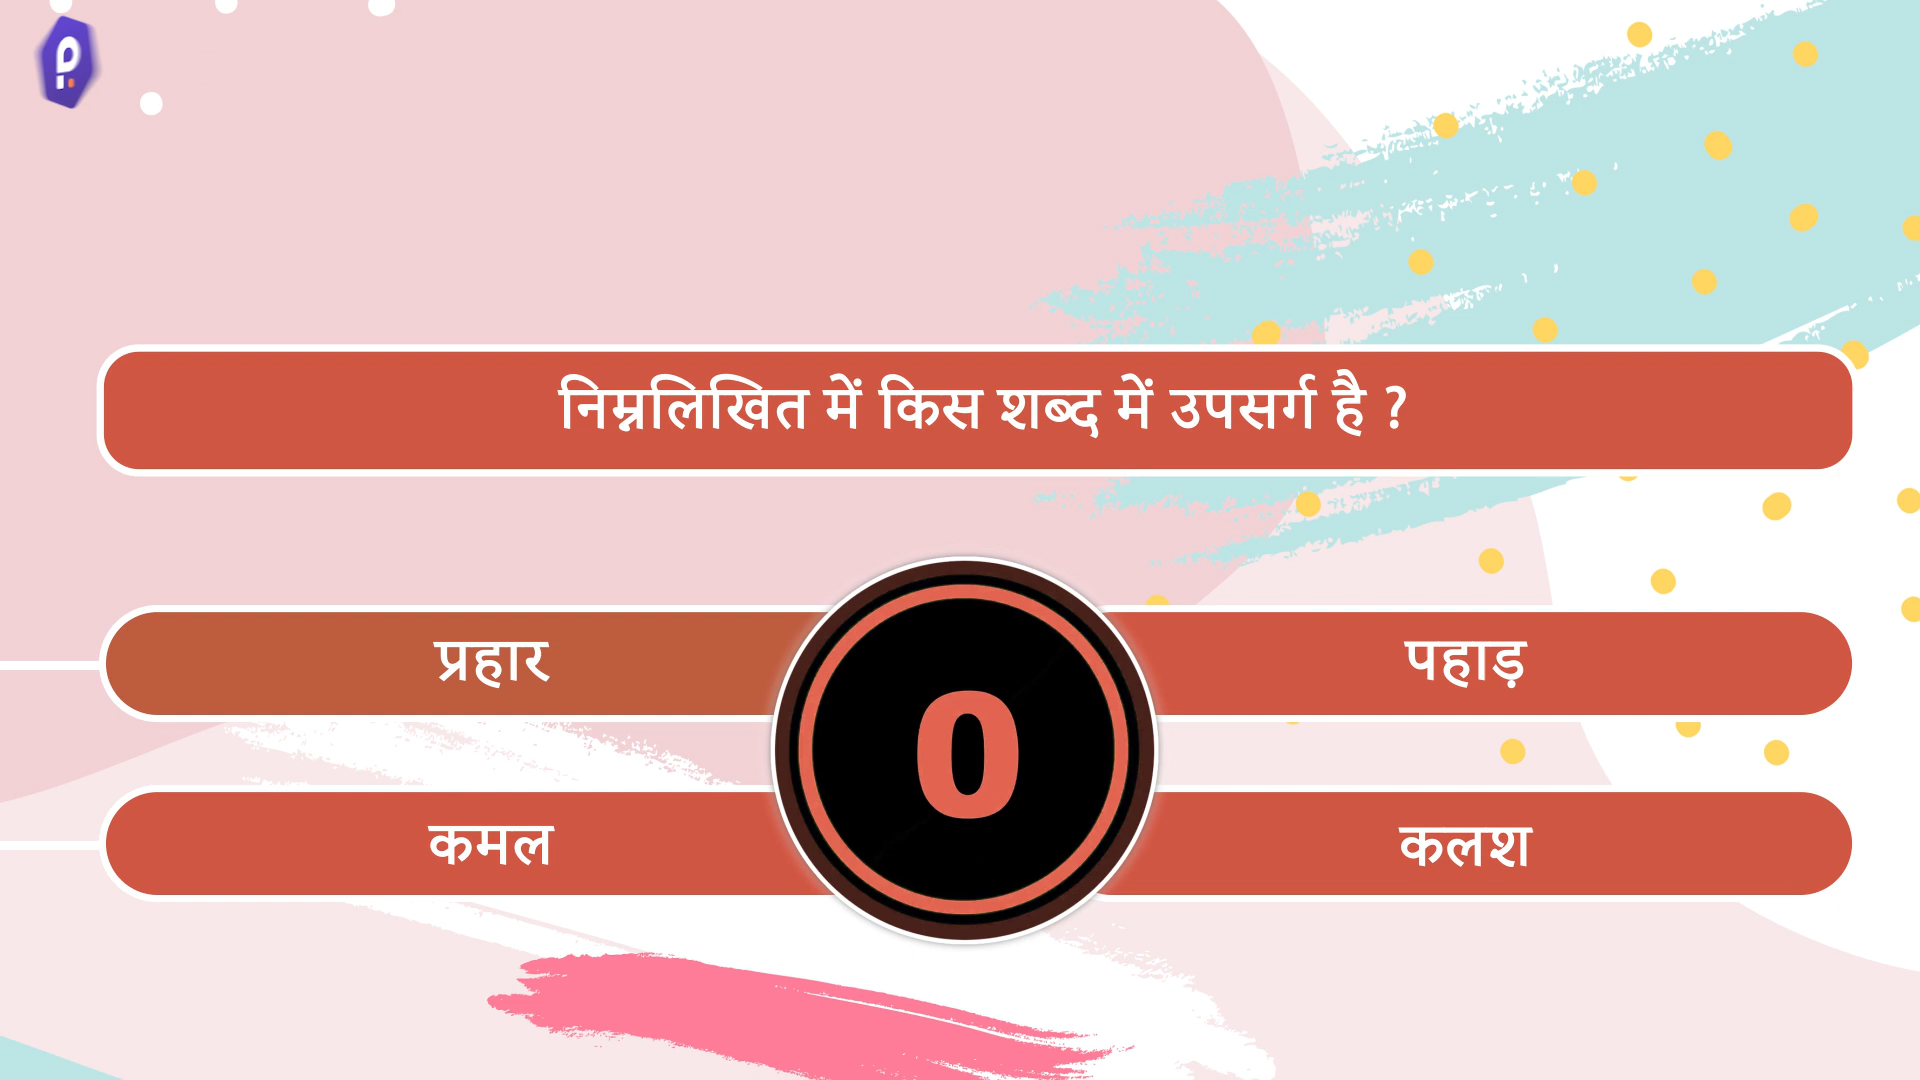 निम्नलिखित में किस शब्द में उपसर्ग है ?
प्रहार
पहाड़
0
कमल
कलश